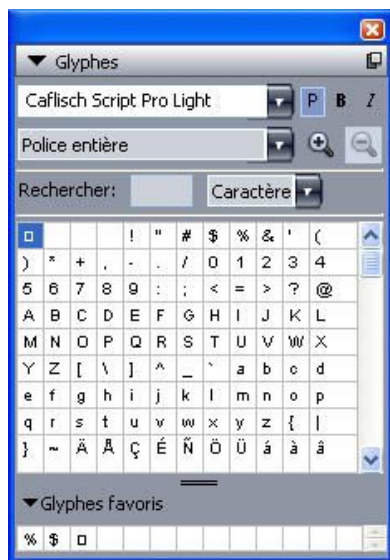 Glyphes
Caflisch Script Pro Light P B I
Police entière
Rechercher: Caractère
! " # $ % & ' (
) * + , - . / 0 1 2 3 4
5 6 7 8 9 : ; < = > ? @
A B C D E F G H I J K L
M N O P Q R S T U V W X
Y Z [ \ ] ^ _ ` a b c d
e f g h i j k l m n o p
q r s t u v w x y z { |
} ~ Ä Å Ç É Ñ Ö Ü á à â
Glyphes favoris
% $